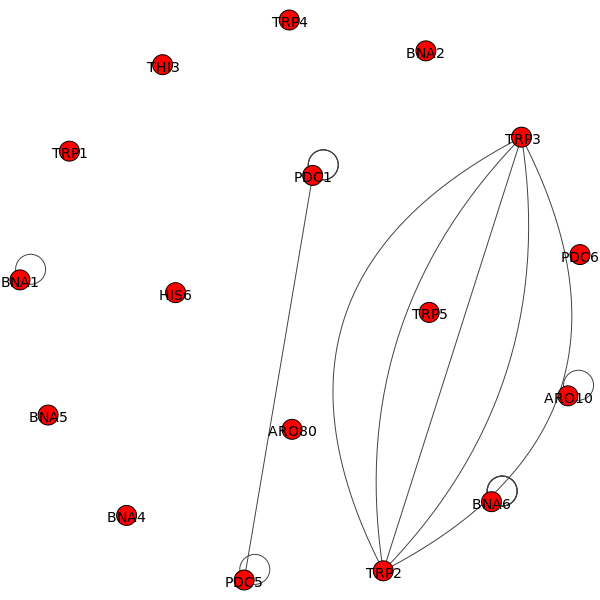 TRP4
BNA2
THI3
TRP3
TRP1
PDC1
PDC6
BNA1
HIS6
TRP5
ARO10
BNA5
ARO80
BNA6
BNA4
TRP2
PDC5